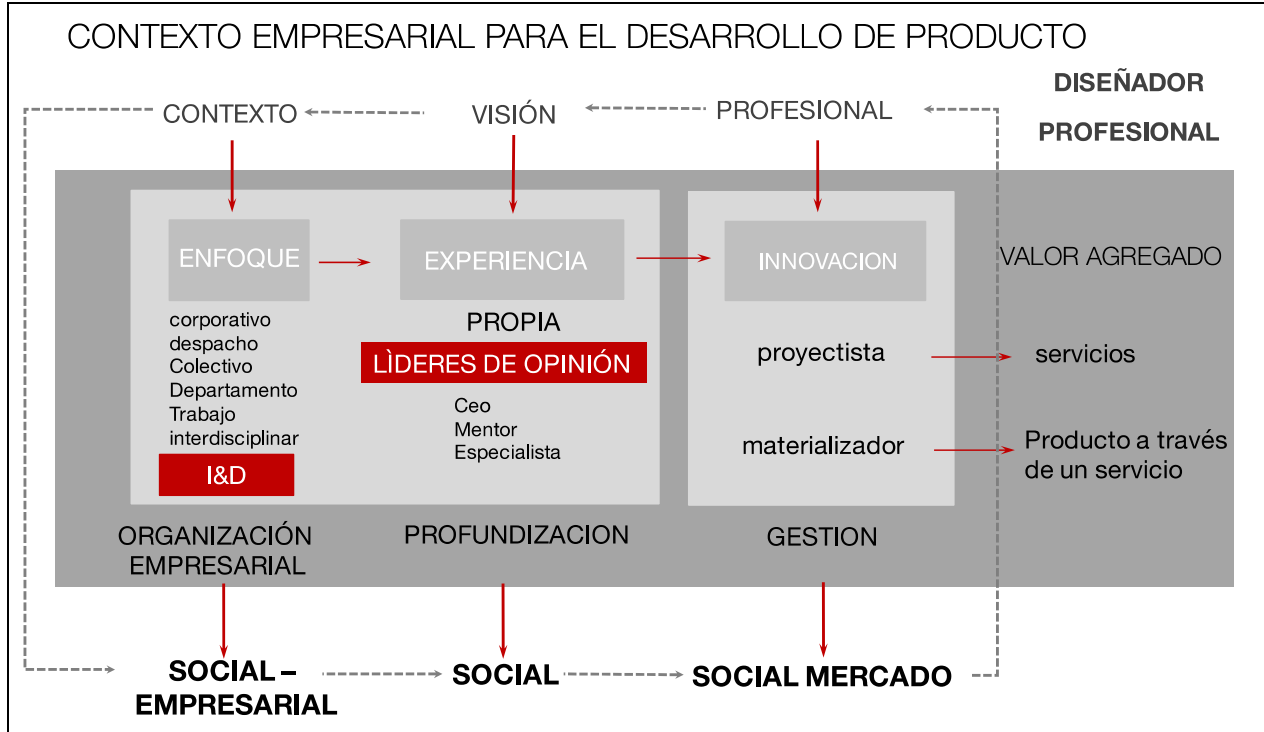 CONTEXTO EMPRESARIAL PARA EL DESARROLLO DE PRODUCTO
DISEÑADOR
PROFESIONAL
CONTEXTO
VISIÓN
PROFESIONAL
ENFOQUE
EXPERIENCIA
INNOVACION
VALOR AGREGADO
corporativo
despacho
Colectivo
Departamento
Trabajo
interdisciplinar
I&D
PROPIA
LÌDERES DE OPINIÓN
Ceo
Mentor
Especialista
proyectista
servicios
materializador
Producto a través
de un servicio
ORGANIZACIÓN
EMPRESARIAL
PROFUNDIZACION
GESTION
SOCIAL –
EMPRESARIAL
SOCIAL
SOCIAL MERCADO